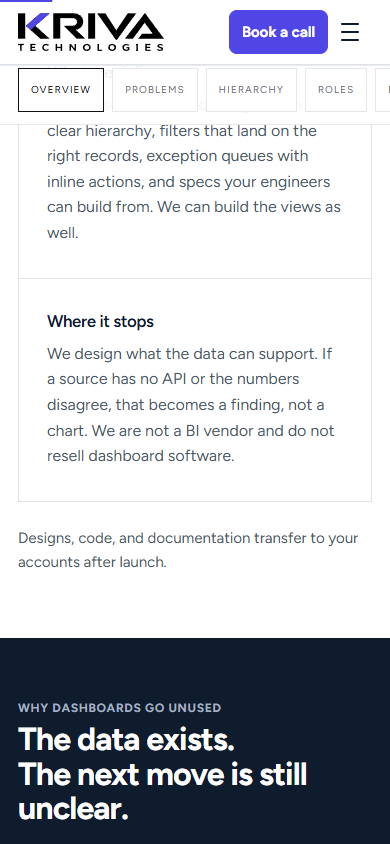 KRIVA
TECHNOLOGIES
Book a call
OVERVIEW
PROBLEMS
HIERARCHY
ROLES
clear hierarchy, filters that land on the
right records, exception queues with
inline actions, and specs your engineers
can build from. We can build the views as
well.
Where it stops
We design what the data can support. If
a source has no API or the numbers
disagree, that becomes a finding, not a
chart. We are not a BI vendor and do not
resell dashboard software.
Designs, code, and documentation transfer to your
accounts after launch.
WHY DASHBOARDS GO UNUSED
The data exists.
The next move is still
unclear.